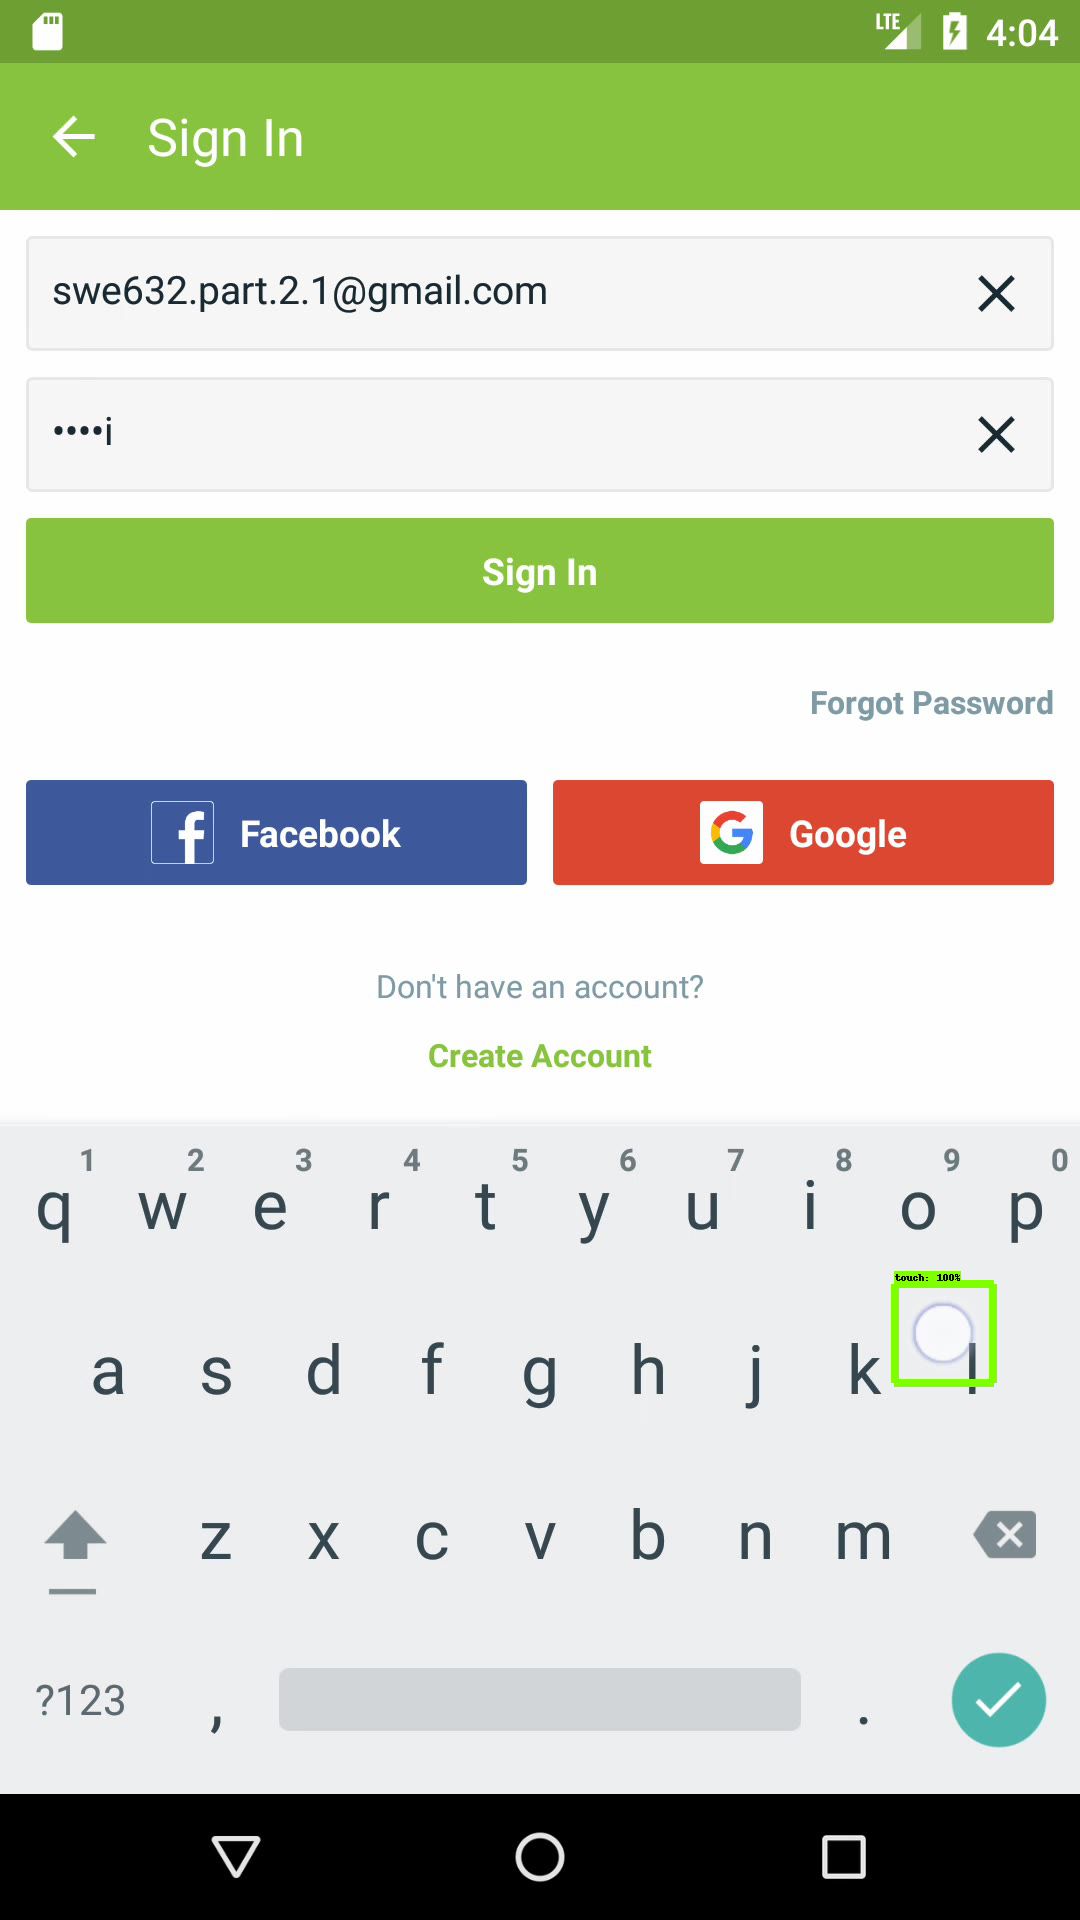 LTE 4:04
Sign In
swe632.part.2.1@gmail.com
••••i
Sign In
Forgot Password
Facebook Google
Don't have an account?
Create Account
1 2 3 4 5 6 7 8 9 0
q w e r t y u i o p
touch: 100%
a s d f g h j k l
z x c v b n m
?123 , .